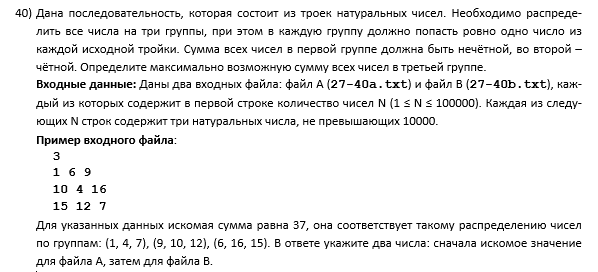 40) Дана последовательность, которая состоит из троек натуральных чисел. Необходимо распреде-
лить все числа на три группы, при этом в каждую группу должно попасть ровно одно число из
каждой исходной тройки. Сумма всех чисел в первой группе должна быть нечётной, во второй –
чётной. Определите максимально возможную сумму всех чисел в третьей группе.
Входные данные: Даны два входных файла: файл A (27-40a.txt) и файл B (27-40b.txt), каж-
дый из которых содержит в первой строке количество чисел N (1 ≤ N ≤ 100000). Каждая из следу-
ющих N строк содержит три натуральных числа, не превышающих 10000.
Пример входного файла:
3
1 6 9
10 4 16
15 12 7
Для указанных данных искомая сумма равна 37, она соответствует такому распределению чисел
по группам: (1, 4, 7), (9, 10, 12), (6, 16, 15). В ответе укажите два числа: сначала искомое значение
для файла А, затем для файла B.